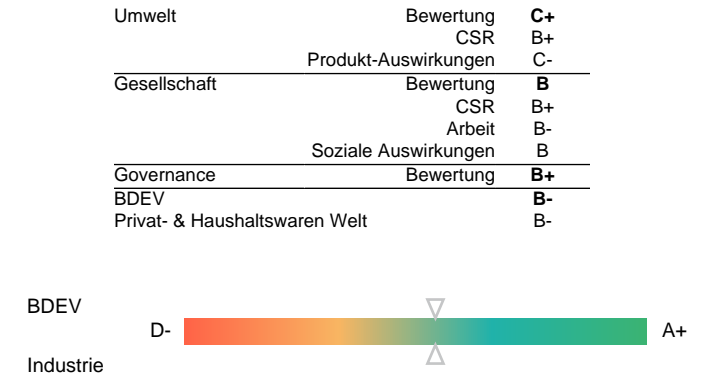 Umwelt Bewertung C+
CSR B+
Produkt-Auswirkungen C-
Gesellschaft Bewertung B
CSR B+
Arbeit B-
Soziale Auswirkungen B
Governance Bewertung B+
BDEV B-
Privat- & Haushaltswaren Welt B-
BDEV
D- A+
Industrie